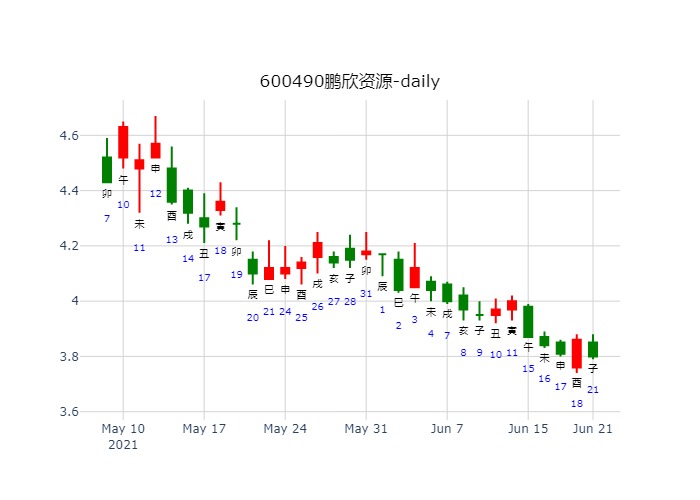 600490鹏欣资源-daily
4.6
4.4
4.2
4
3.8
3.6
卯
7
午
10
未
11
申
12
酉
13
戌
14
丑
17
寅
18
卯
19
辰
20
巳
21
申
24
酉
25
戌
26
亥
27
子
28
卯
31
辰
1
巳
2
午
3
未
4
戌
7
亥
8
子
9
丑
10
寅
11
午
15
未
16
申
17
酉
18
子
21
May 10
2021
May 17
May 24
May 31
Jun 7
Jun 15
Jun 21